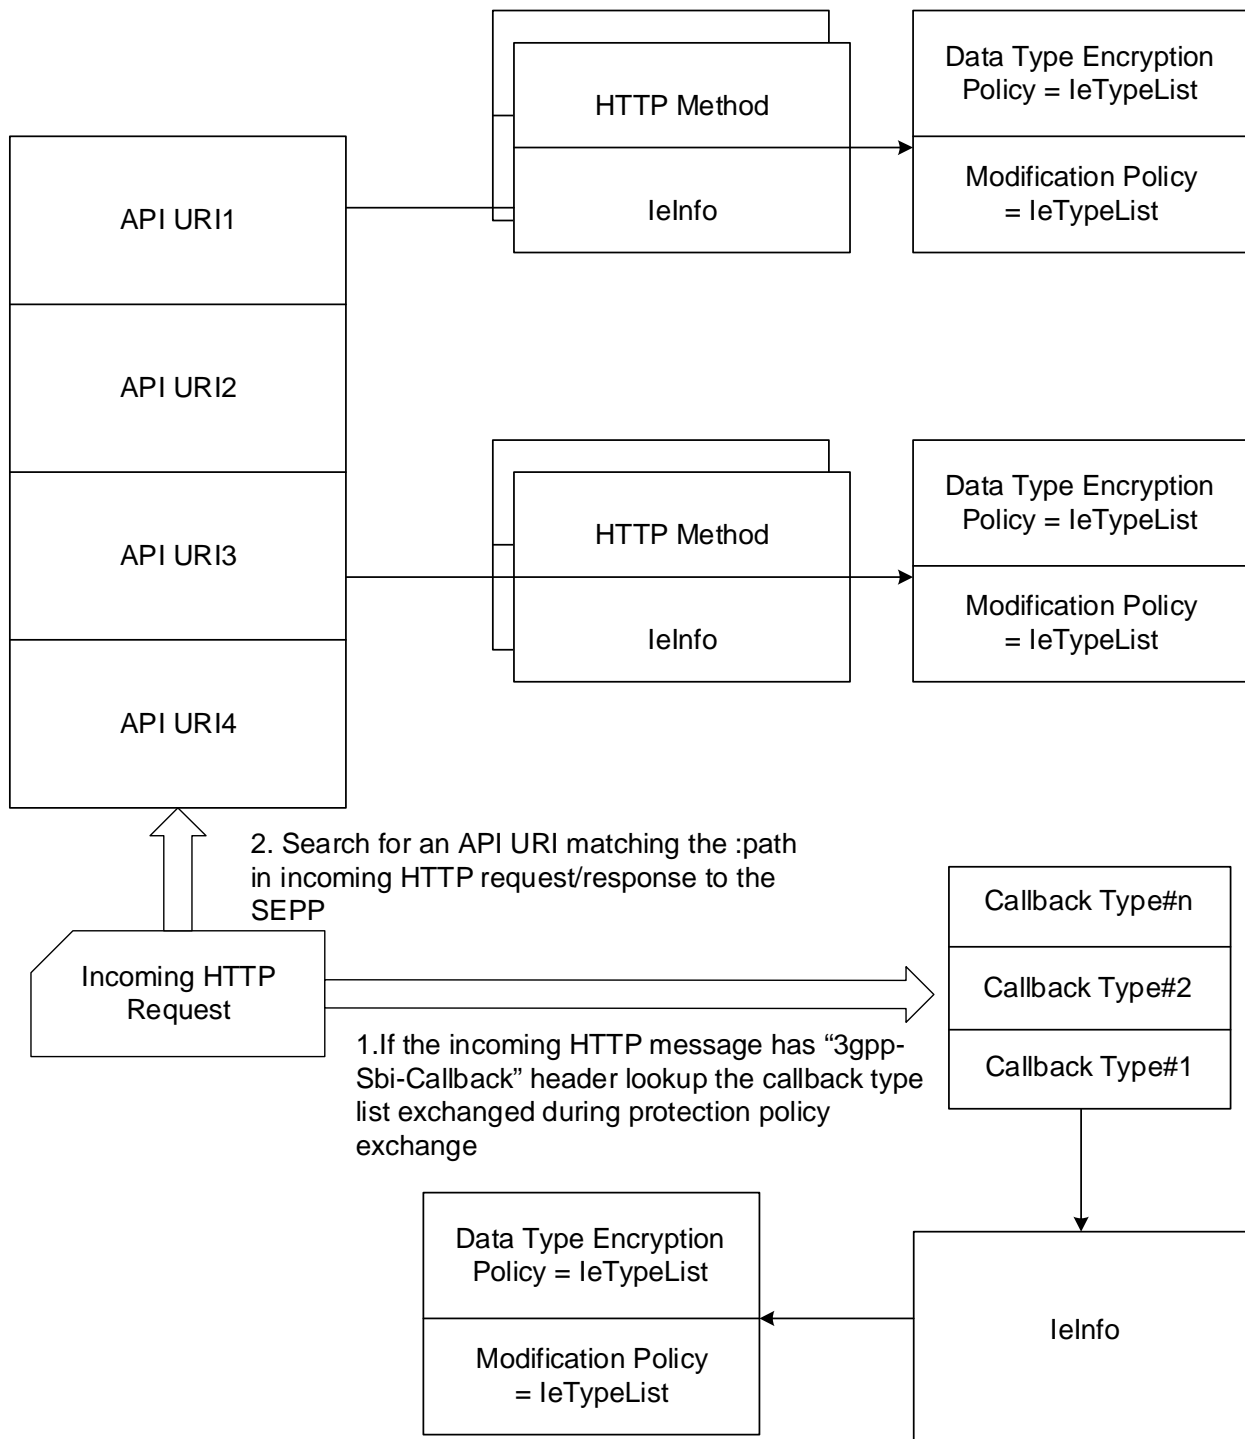 HTTP Method
IeInfo
Data Type Encryption
Policy = IeTypeList
Modification Policy
= IeTypeList
API URI1
API URI2
API URI3
API URI4
HTTP Method
IeInfo
Data Type Encryption
Policy = IeTypeList
Modification Policy
= IeTypeList
2. Search for an API URI matching the :path
in incoming HTTP request/response to the
SEPP
Incoming HTTP
Request
Callback Type#n
Callback Type#2
Callback Type#1
1.If the incoming HTTP message has “3gpp-
Sbi-Callback” header lookup the callback type
list exchanged during protection policy
exchange
Data Type Encryption
Policy = IeTypeList
Modification Policy
= IeTypeList
IeInfo